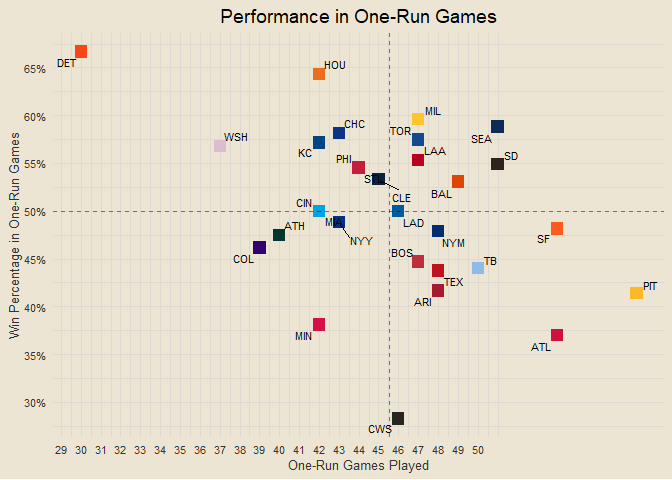 Performance in One-Run Games
Win Percentage in One-Run Games
65%
60%
55%
50%
45%
40%
35%
30%
DET
HOU
MIL
WSH
CHC
TOR
SEA
KC
PHI
LAA
SD
STL
CLE
BAL
CIN
MIA
LAD
ATH
NYY
NYM
SF
COL
BOS
TB
TEX
PIT
ARI
MIN
ATL
CWS
29 30 31 32 33 34 35 36 37 38 39 40 41 42 43 44 45 46 47 48 49 50
One-Run Games Played